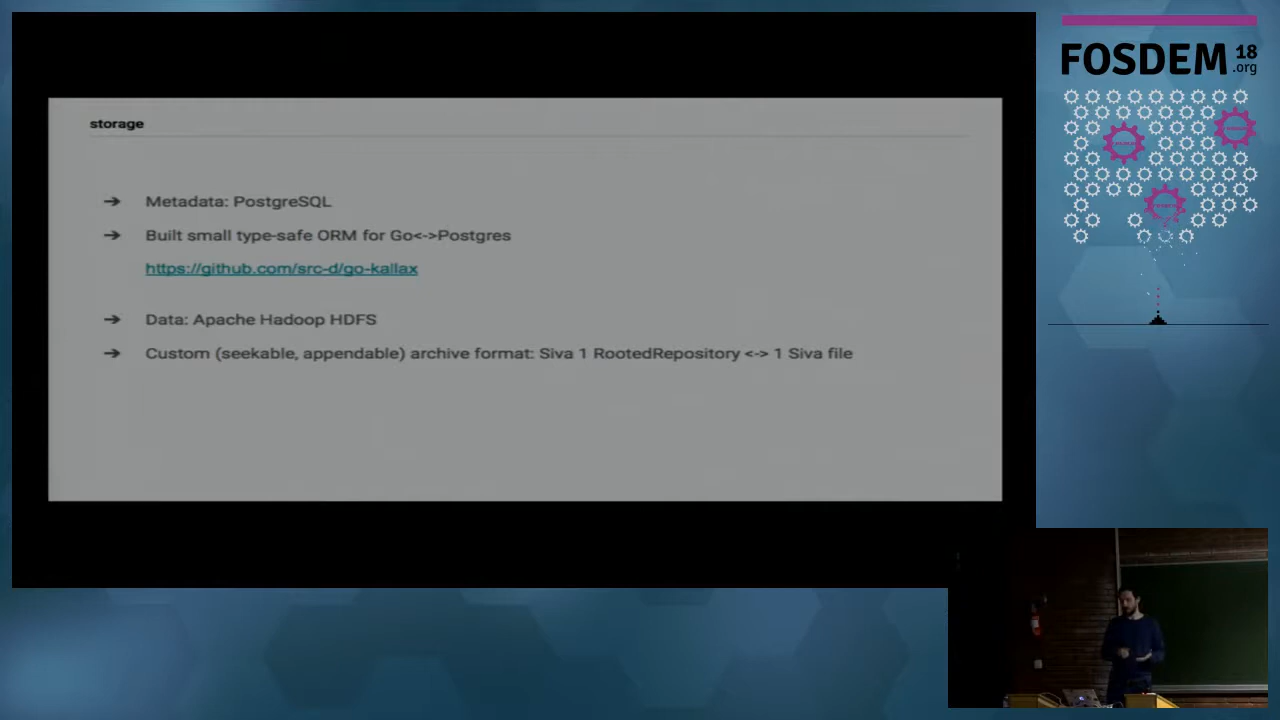 storage
➔ Metadata: PostgreSQL
➔ Built small type-safe ORM for Go<->Postgres
https://github.com/src-d/go-kallax
➔ Data: Apache Hadoop HDFS
➔ Custom (seekable, appendable) archive format: Siva 1 RootedRepository <-> 1 Siva file
FOSDEM 18
.org